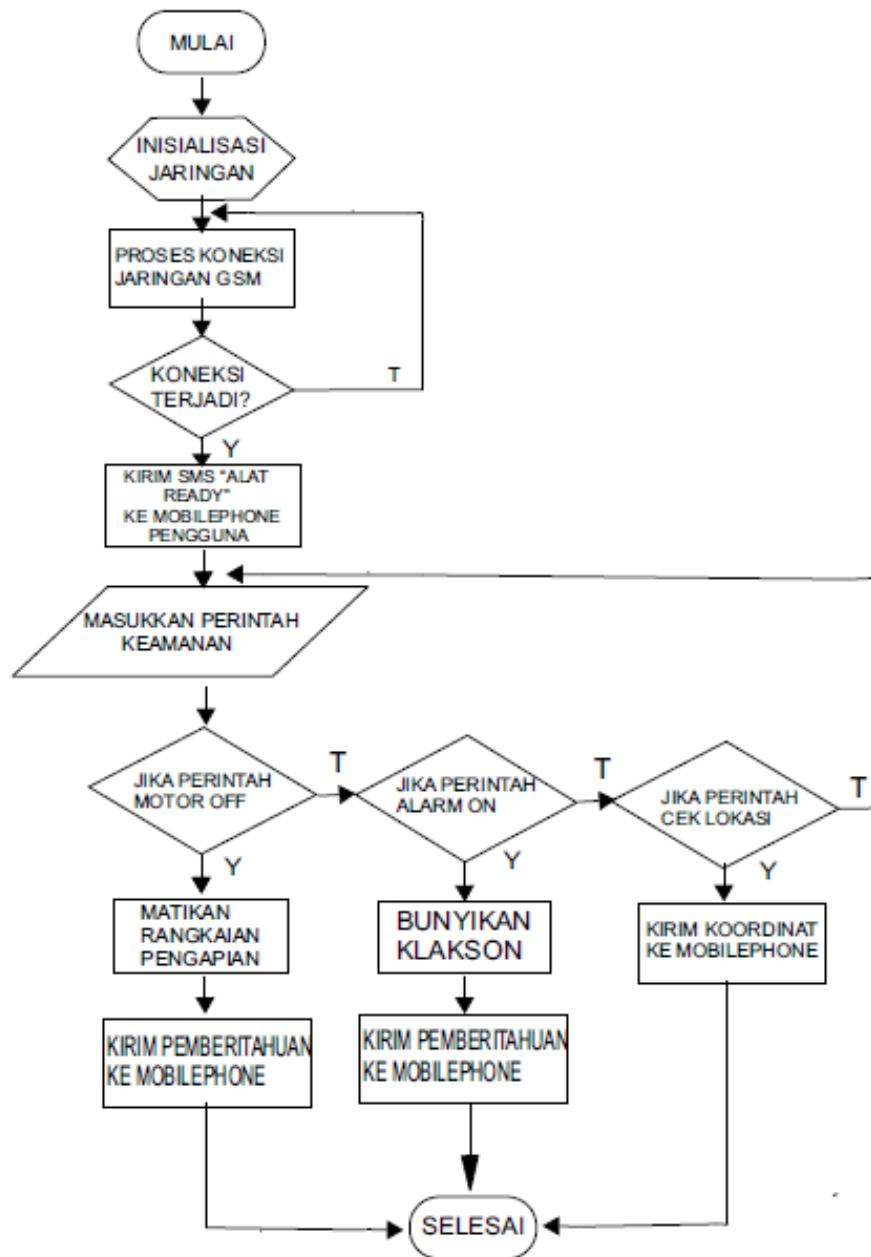 MULAI
INISIALISASI
JARINGAN
PROSES KONEKSI
JARINGAN GSM
KONEKSI
TERJADI?
T
Y
KIRIM SMS "ALAT
READY"
KE MOBILEPHONE
PENGGUNA
MASUKKAN PERINTAH
KEAMANAN
JIKA PERINTAH
MOTOR OFF
T
JIKA PERINTAH
ALARM ON
T
JIKA PERINTAH
CEK LOKASI
T
Y
Y
Y
MATIKAN
RANGKAIAN
PENGAPIAN
BUNYIKAN
KLAKSON
KIRIM KOORDINAT
KE MOBILEPHONE
KIRIM PEMBERITAHUAN
KE MOBILEPHONE
KIRIM PEMBERITAHUAN
KE MOBILEPHONE
SELESAI